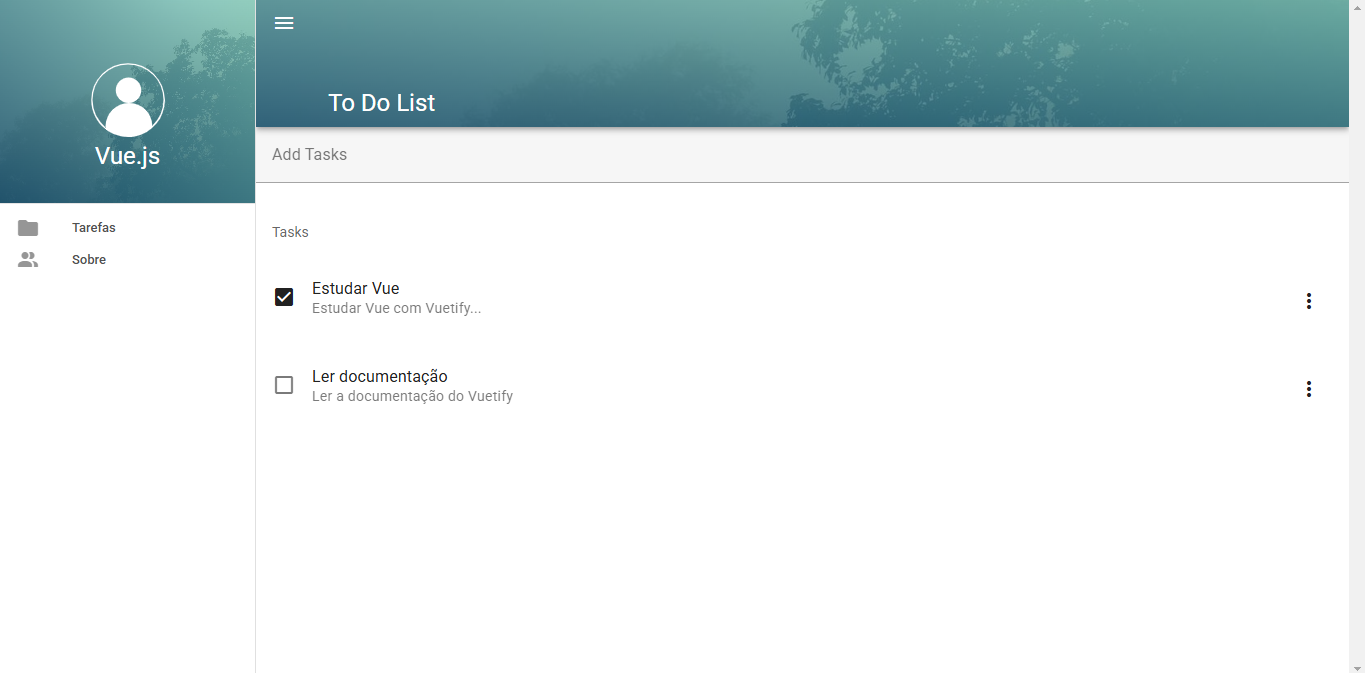 Vue.js
Tarefas
Sobre
To Do List
Add Tasks
Tasks
Estudar Vue
Estudar Vue com Vuetify...
Ler documentação
Ler a documentação do Vuetify